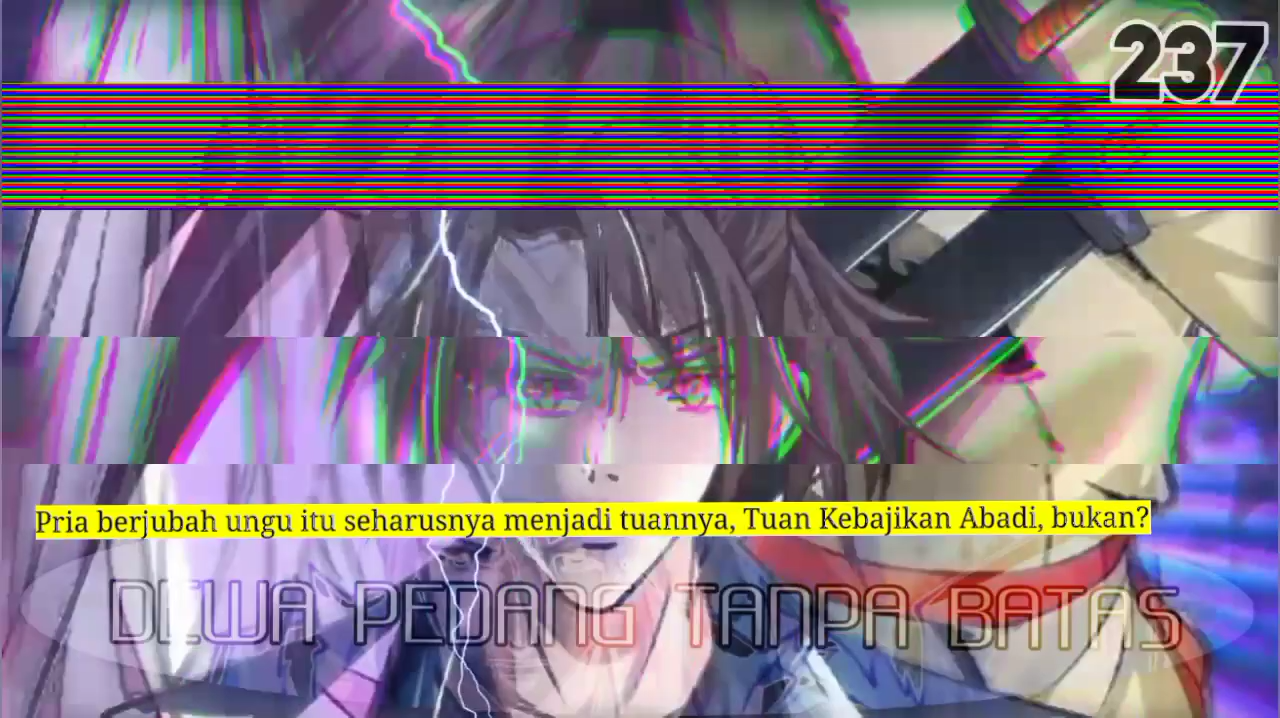 237
Pria berjubah ungu itu seharusnya menjadi tuannya, Tuan Kebajikan Abadi, bukan?
DEWA PEDANG TANPA BATAS